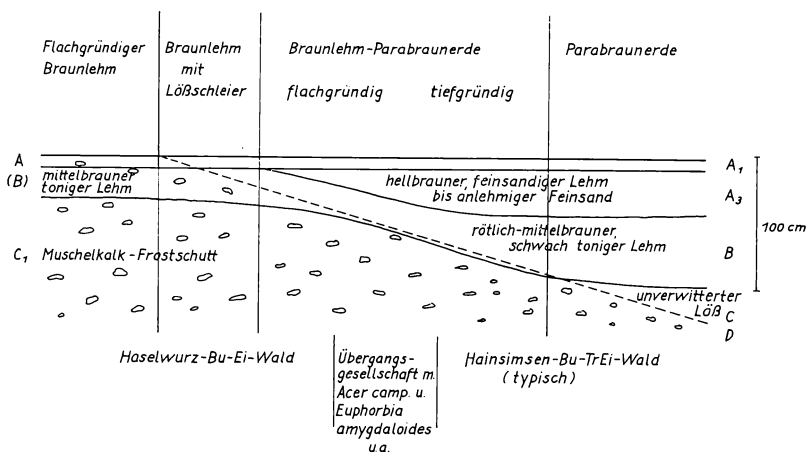 Flachgründiger
Braunlehm
Braunlehm
mit
Lößschleier
Braunlehm-Parabraunerde
flachgründig tiefgründig
Parabraunerde
A
(B)
C₁
mittelbrauner
toniger Lehm
Muschelkalk-Frostschutt
hellbrauner, feinsandiger Lehm
bis anlehmiger Feinsand
rötlich-mittelbrauner,
schwach toniger Lehm
unverwitterter
Löß
A₁
A₃
B
C
D
100 cm
Haselwurz-Bu-Ei-Wald
Übergangs-
gesellschaft m.
Acer camp. u.
Euphorbia
amygdaloides
u.a.
Hainsimsen-Bu-TrEi-Wald
(typisch)